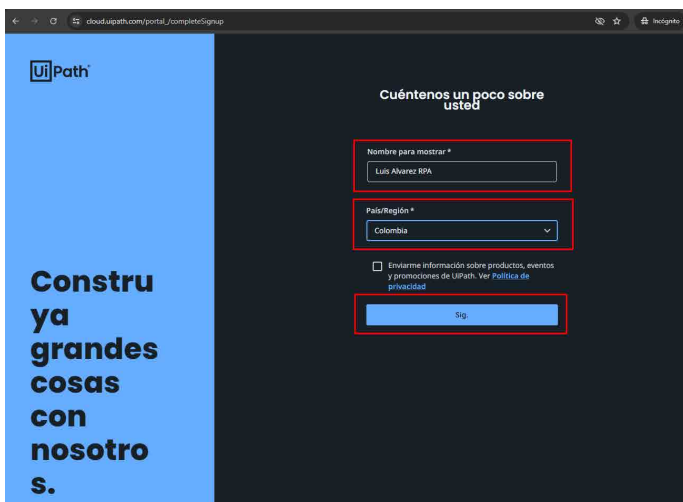 cloud.uipath.com/portal_/completeSignup
Incógnito
UiPath
Cuéntenos un poco sobre
usted
Nombre para mostrar *
Luis Alvarez RPA
País/Región *
Colombia
Enviarme información sobre productos, eventos
y promociones de UiPath. Ver Política de
privacidad
Sig.
Constru
ya
grandes
cosas
con
nosotro
s.